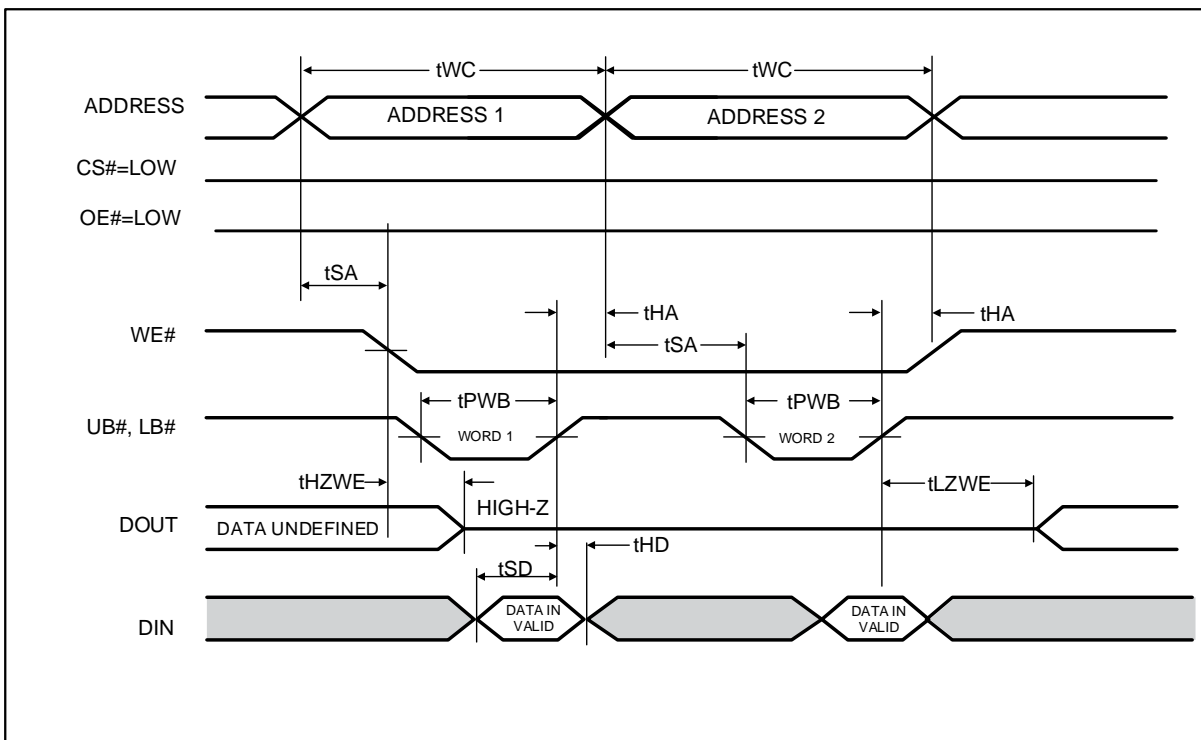 tWC tWC
ADDRESS ADDRESS 1 ADDRESS 2
CS#=LOW
OE#=LOW
tSA
tHA tHA
WE#
tSA
tPWB tPWB
UB#, LB# WORD 1 WORD 2
tHZWE tLZWE
HIGH-Z
DOUT DATA UNDEFINED
tHD
tSD
DIN DATA IN DATA IN
VALID VALID